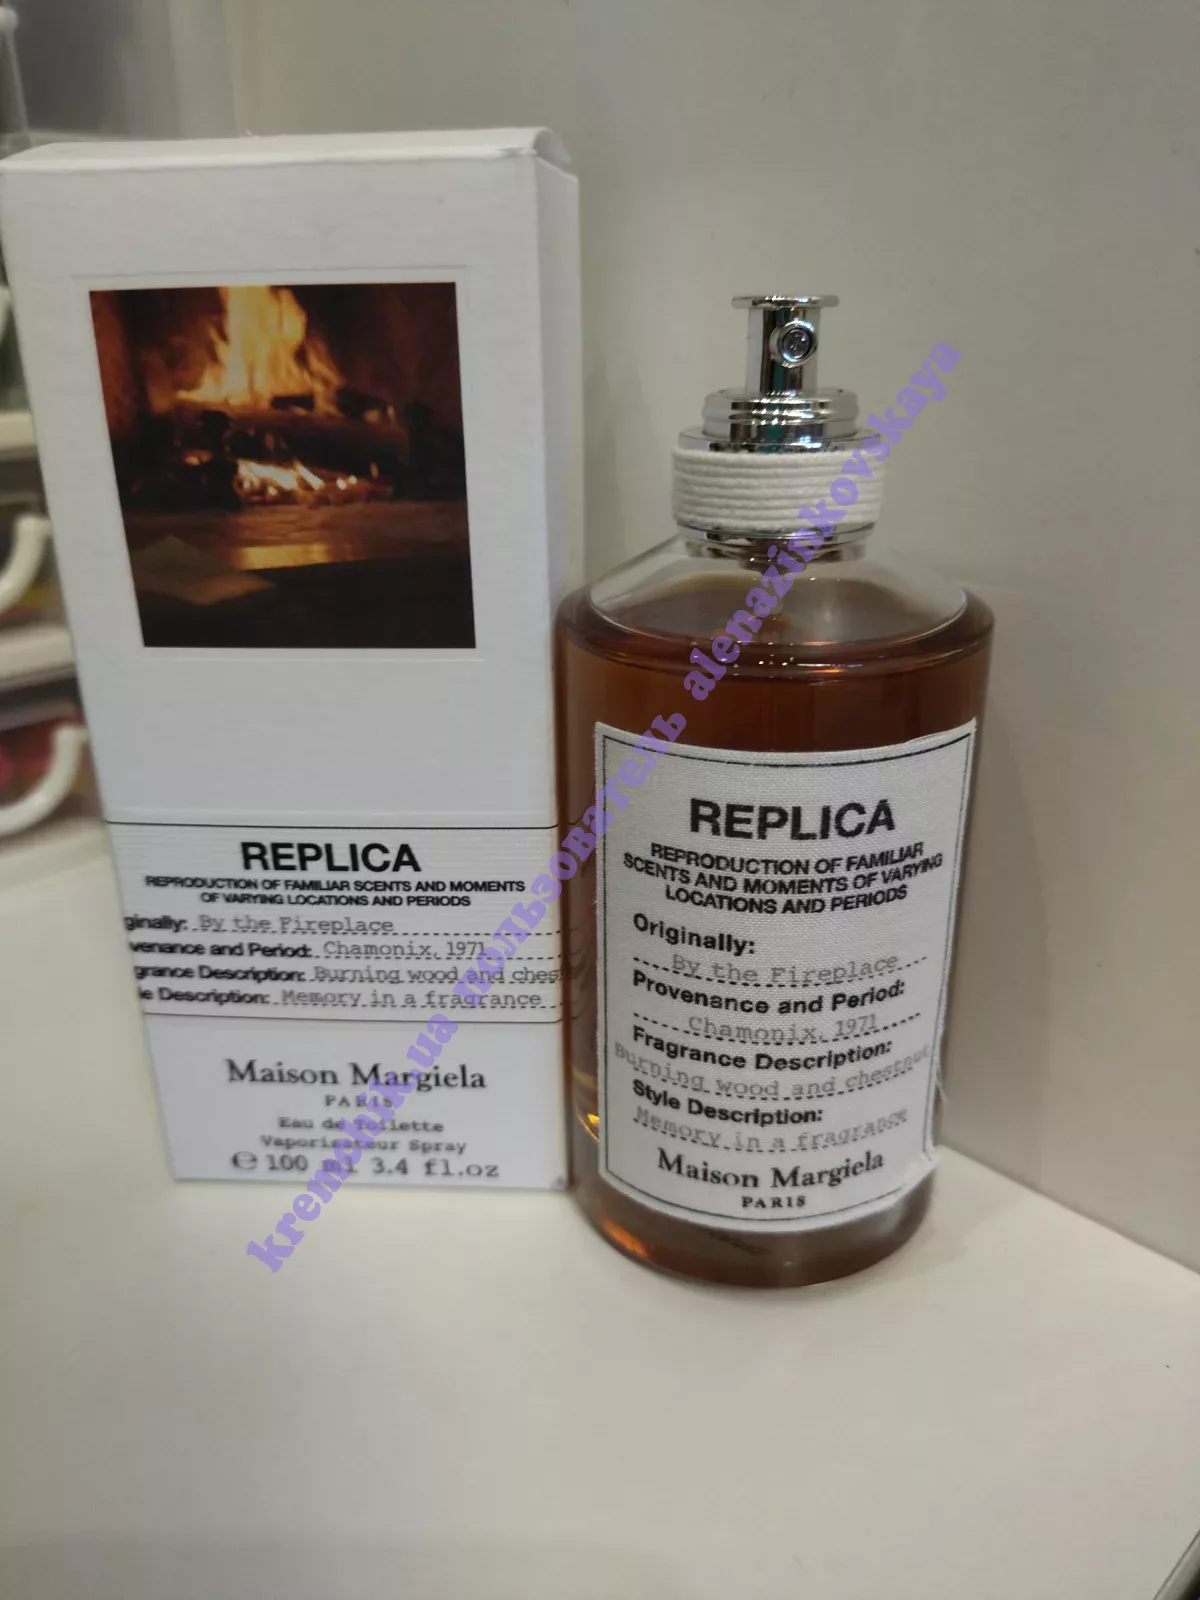 REPLICA
REPRODUCTION OF FAMILIAR SCENTS AND MOMENTS
OF VARYING LOCATIONS AND PERIODS
ginally: By the Fireplace
venance and Period: Chamonix, 1971
grance Description: Burning wood and ches
le Description: Memory in a fragrance
Maison Margiela
PARIS
Eau de Toilette
Vaporisateur Spray
℮ 100 ml 3.4 fl.oz
REPLICA
REPRODUCTION OF FAMILIAR
SCENTS AND MOMENTS OF VARYING
LOCATIONS AND PERIODS
Originally:
By the Fireplace
Provenance and Period:
Chamonix, 1971
Fragrance Description:
Burning wood and chestnut
Style Description:
Memory in a fragrance
Maison Margiela
PARIS
kremchik.ua пользователь alenazinkovskaya